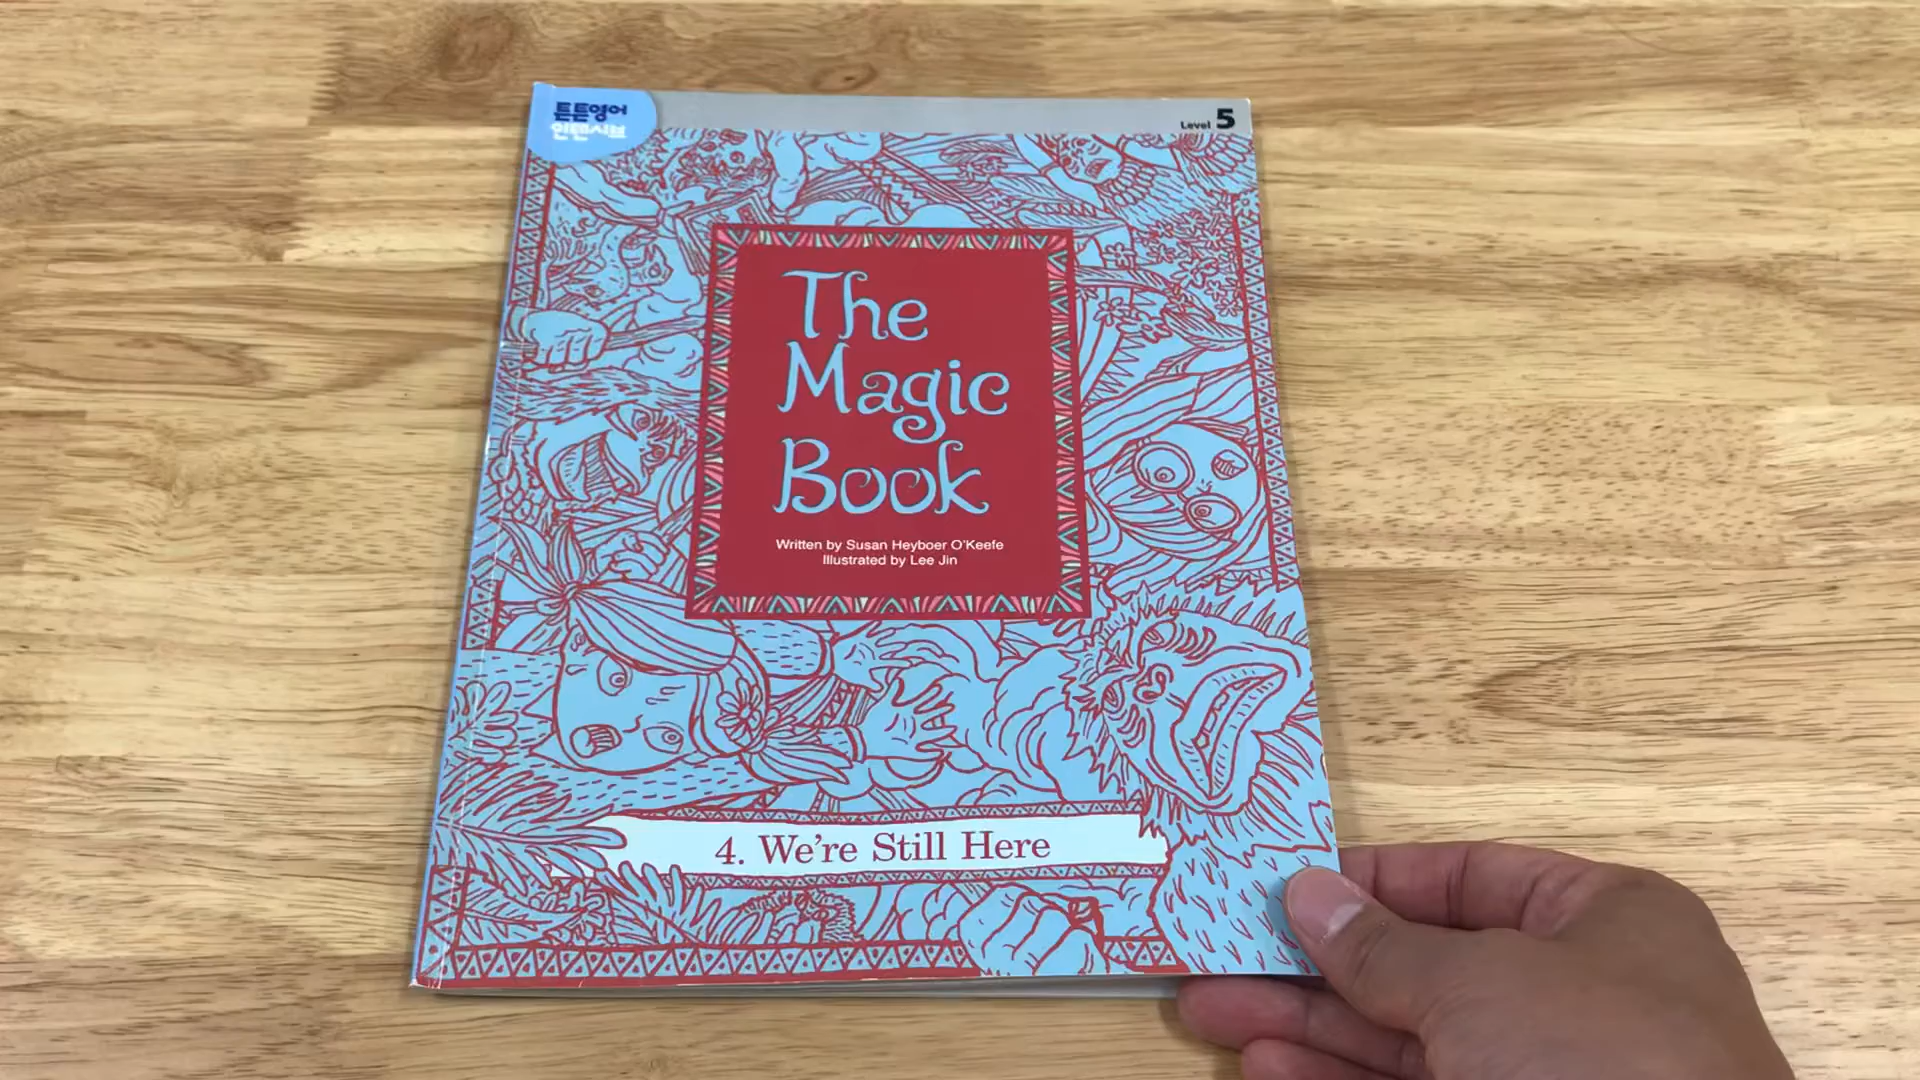 튼튼영어
인텐시브
Level 5
The
Magic
Book
Written by Susan Heyboer O'Keefe
Illustrated by Lee Jin
4. We're Still Here